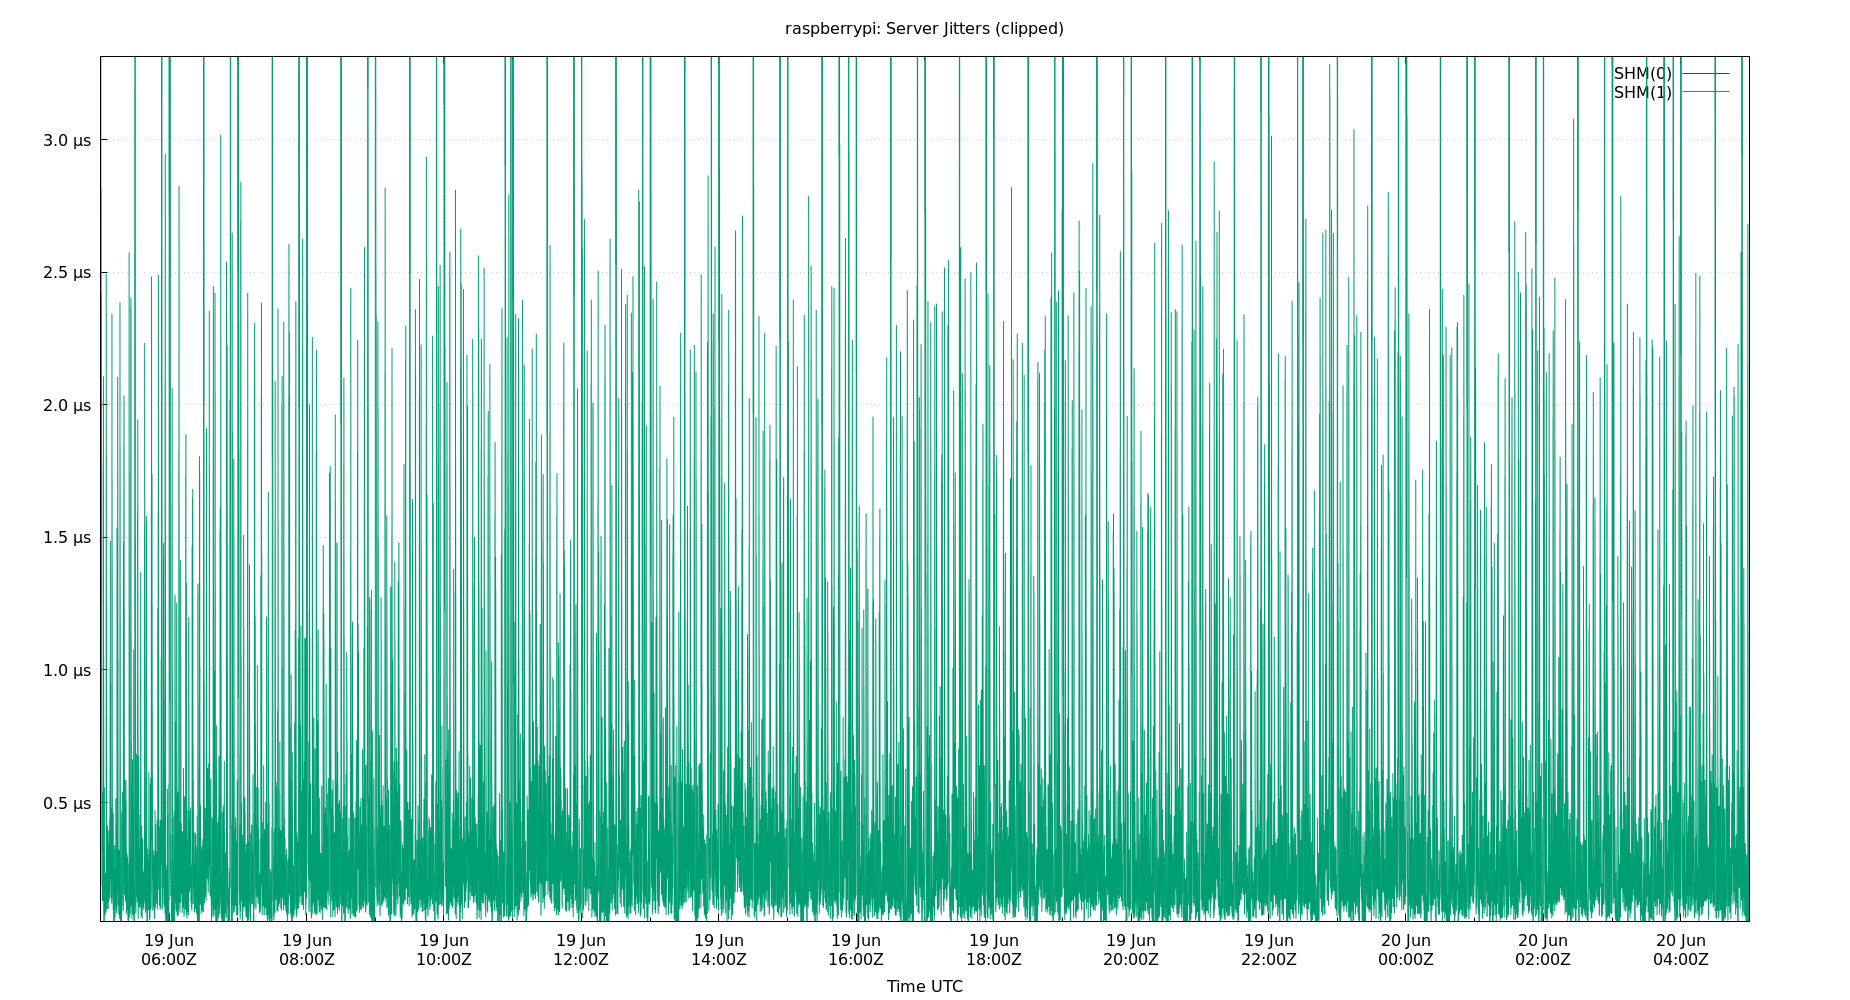 raspberrypi: Server Jitters (clipped)
SHM(0)
SHM(1)
3.0 µs
2.5 µs
2.0 µs
1.5 µs
1.0 µs
0.5 µs
19 Jun 19 Jun 19 Jun 19 Jun 19 Jun 19 Jun 19 Jun 19 Jun 19 Jun 20 Jun 20 Jun 20 Jun
06:00Z 08:00Z 10:00Z 12:00Z 14:00Z 16:00Z 18:00Z 20:00Z 22:00Z 00:00Z 02:00Z 04:00Z
Time UTC